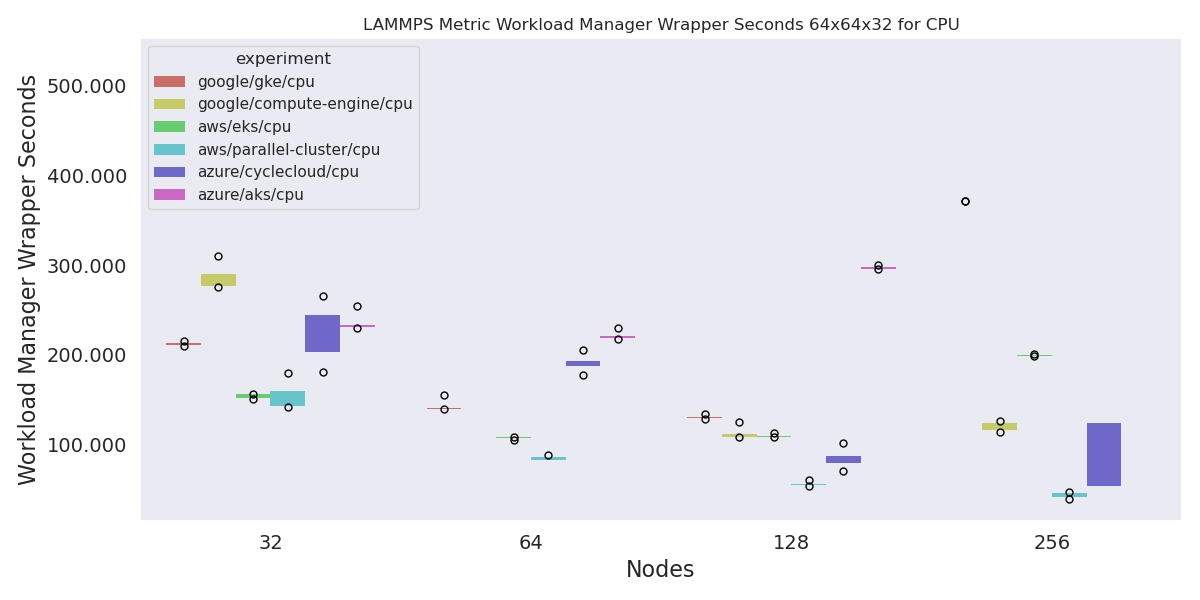 LAMMPS Metric Workload Manager Wrapper Seconds 64x64x32 for CPU
Workload Manager Wrapper Seconds
500.000
400.000
300.000
200.000
100.000
experiment
google/gke/cpu
google/compute-engine/cpu
aws/eks/cpu
aws/parallel-cluster/cpu
azure/cyclecloud/cpu
azure/aks/cpu
32
64
128
256
Nodes